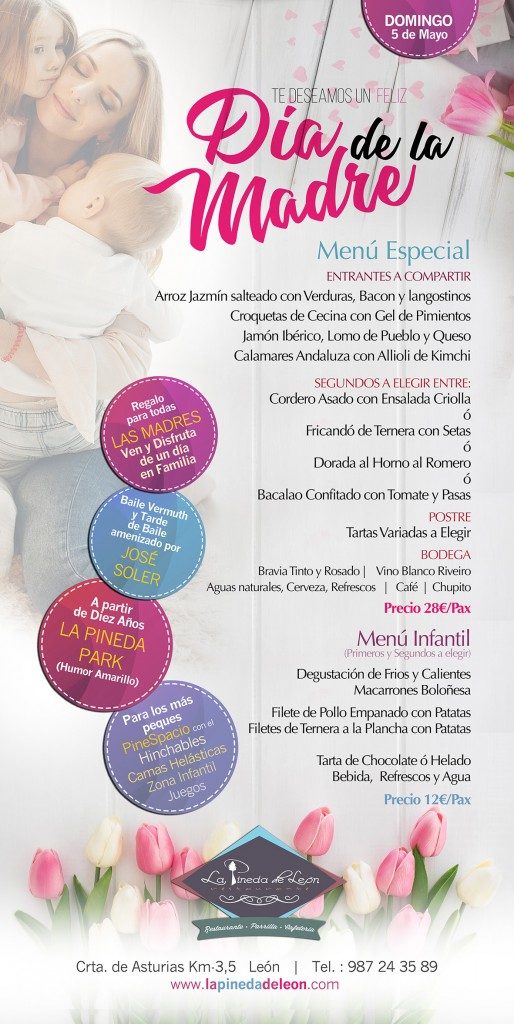 DOMINGO
5 de Mayo
TE DESEAMOS UN FELIZ
Día de la
Madre
Menú Especial
ENTRANTES A COMPARTIR
Arroz Jazmín salteado con Verduras, Bacon y langostinos
Croquetas de Cecina con Gel de Pimientos
Jamón Ibérico, Lomo de Pueblo y Queso
Calamares Andaluza con Allioli de Kimchi
SEGUNDOS A ELEGIR ENTRE:
Cordero Asado con Ensalada Criolla
ó
Fricandó de Ternera con Setas
ó
Dorada al Horno al Romero
ó
Bacalao Confitado con Tomate y Pasas
POSTRE
Tartas Variadas a Elegir
BODEGA
Bravia Tinto y Rosado | Vino Blanco Riveiro
Aguas naturales, Cerveza, Refrescos | Café | Chupito
Precio 28€/Pax
Menú Infantil
(Primeros y Segundos a elegir)
Degustación de Frios y Calientes
Macarrones Boloñesa
Filete de Pollo Empanado con Patatas
Filetes de Ternera a la Plancha con Patatas
Tarta de Chocolate ó Helado
Bebida, Refrescos y Agua
Precio 12€/Pax
Regalo
para todas
LAS MADRES
Ven y Disfruta
de un día
en Familia
Baile Vermuth
y Tarde
de Baile
amenizado por
JOSÉ
SOLER
A partir
de Diez Años
LA PINEDA
PARK
(Humor Amarillo)
Para los más
peques
PineSpacio con el
Hinchables
Camas Helásticas
Zona Infantil
Juegos
La Pineda de León
restaurante
Restaurante - Parrilla - Cafetería
Crta. de Asturias Km-3,5 León | Tel. : 987 24 35 89
www.lapinedadeleon.com